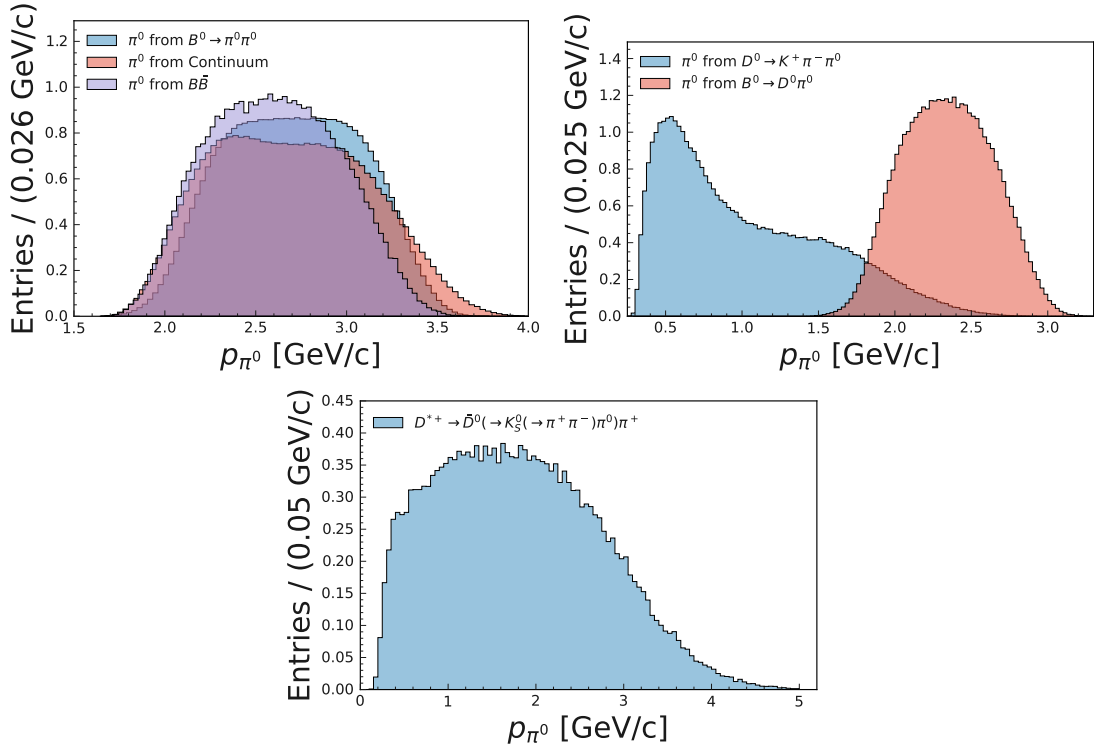 Entries / (0.026 GeV/c)
1.2
1.0
0.8
0.6
0.4
0.2
0.0
π⁰ from B⁰ → π⁰π⁰
π⁰ from Continuum
π⁰ from BB̄
1.5 2.0 2.5 3.0 3.5 4.0
p_π⁰ [GeV/c]
Entries / (0.025 GeV/c)
1.4
1.2
1.0
0.8
0.6
0.4
0.2
0.0
π⁰ from D⁰ → K⁺π⁻π⁰
π⁰ from B⁰ → D⁰π⁰
0.5 1.0 1.5 2.0 2.5 3.0
p_π⁰ [GeV/c]
Entries / (0.05 GeV/c)
0.45
0.40
0.35
0.30
0.25
0.20
0.15
0.10
0.05
0.00
D*⁺ → D̄⁰(→ K_S⁰(→ π⁺π⁻)π⁰)π⁺
0 1 2 3 4 5
p_π⁰ [GeV/c]